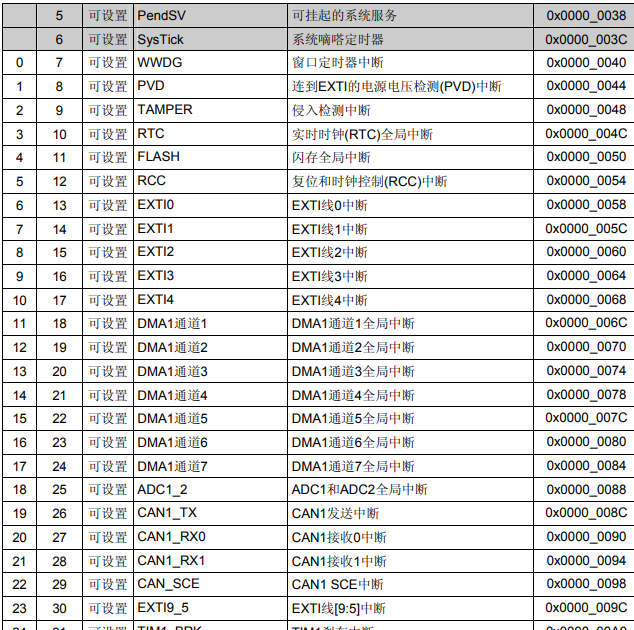 5 可设置 PendSV 可挂起的系统服务 0x0000_0038
6 可设置 SysTick 系统嘀嗒定时器 0x0000_003C
0 7 可设置 WWDG 窗口定时器中断 0x0000_0040
1 8 可设置 PVD 连到EXTI的电源电压检测(PVD)中断 0x0000_0044
2 9 可设置 TAMPER 侵入检测中断 0x0000_0048
3 10 可设置 RTC 实时时钟(RTC)全局中断 0x0000_004C
4 11 可设置 FLASH 闪存全局中断 0x0000_0050
5 12 可设置 RCC 复位和时钟控制(RCC)中断 0x0000_0054
6 13 可设置 EXTI0 EXTI线0中断 0x0000_0058
7 14 可设置 EXTI1 EXTI线1中断 0x0000_005C
8 15 可设置 EXTI2 EXTI线2中断 0x0000_0060
9 16 可设置 EXTI3 EXTI线3中断 0x0000_0064
10 17 可设置 EXTI4 EXTI线4中断 0x0000_0068
11 18 可设置 DMA1通道1 DMA1通道1全局中断 0x0000_006C
12 19 可设置 DMA1通道2 DMA1通道2全局中断 0x0000_0070
13 20 可设置 DMA1通道3 DMA1通道3全局中断 0x0000_0074
14 21 可设置 DMA1通道4 DMA1通道4全局中断 0x0000_0078
15 22 可设置 DMA1通道5 DMA1通道5全局中断 0x0000_007C
16 23 可设置 DMA1通道6 DMA1通道6全局中断 0x0000_0080
17 24 可设置 DMA1通道7 DMA1通道7全局中断 0x0000_0084
18 25 可设置 ADC1_2 ADC1和ADC2全局中断 0x0000_0088
19 26 可设置 CAN1_TX CAN1发送中断 0x0000_008C
20 27 可设置 CAN1_RX0 CAN1接收0中断 0x0000_0090
21 28 可设置 CAN1_RX1 CAN1接收1中断 0x0000_0094
22 29 可设置 CAN_SCE CAN1 SCE中断 0x0000_0098
23 30 可设置 EXTI9_5 EXTI线[9:5]中断 0x0000_009C